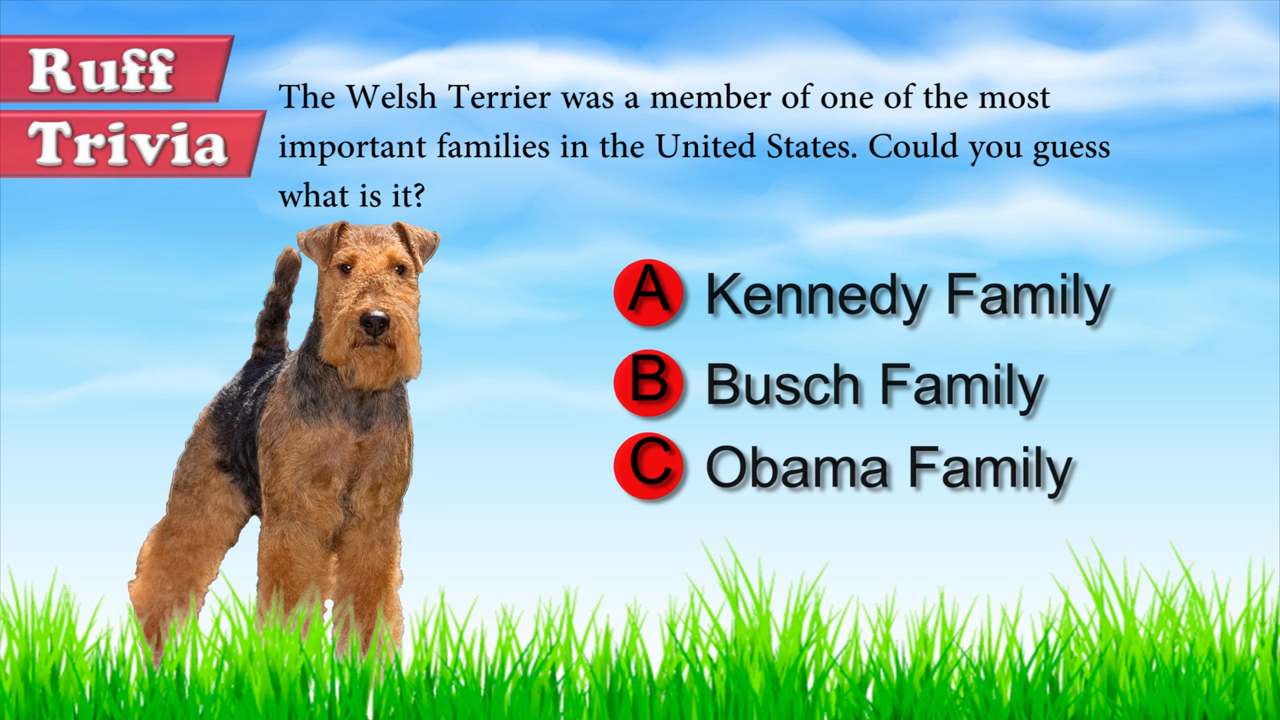 Ruff
Trivia
The Welsh Terrier was a member of one of the most
important families in the United States. Could you guess
what is it?
A Kennedy Family
B Busch Family
C Obama Family